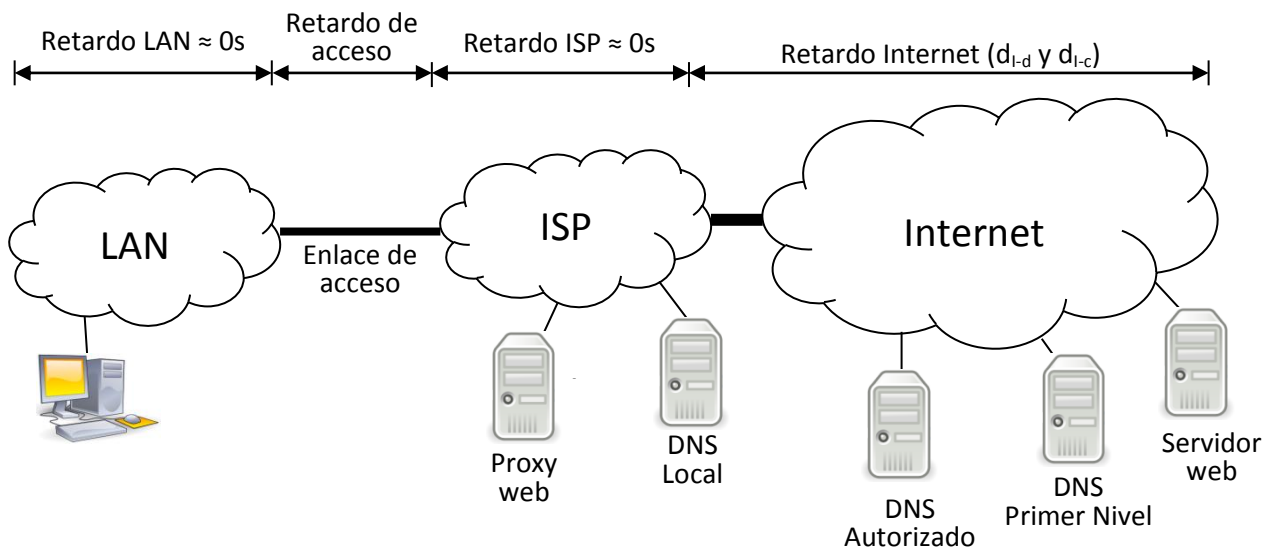 Retardo LAN ≈ 0s
Retardo de
acceso
Retardo ISP ≈ 0s
Retardo Internet (dI-d y dI-c)
LAN
Enlace de
acceso
ISP
Internet
Proxy
web
DNS
Local
DNS
Autorizado
DNS
Primer Nivel
Servidor
web